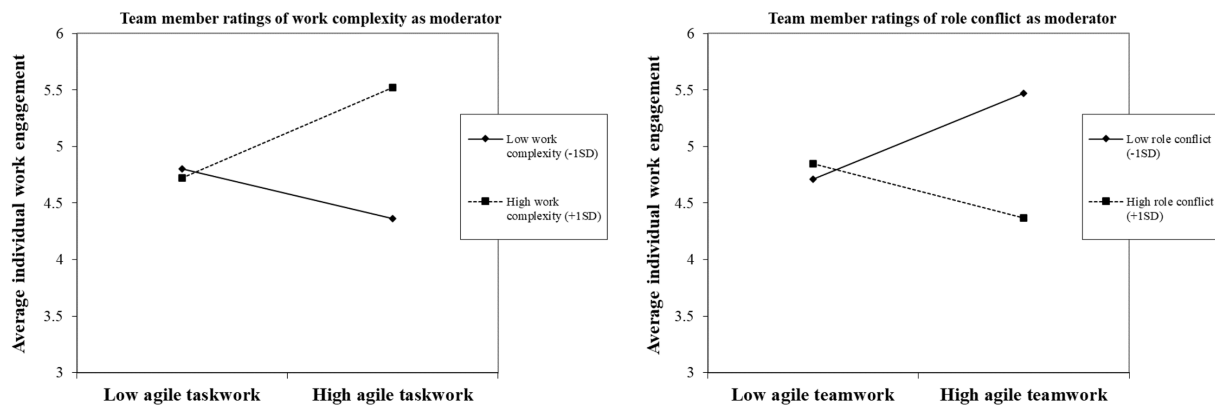 Team member ratings of work complexity as moderator
Average individual work engagement
6
5.5
5
4.5
4
3.5
3
Low agile taskwork
High agile taskwork
Low work
complexity (-1SD)
High work
complexity (+1SD)
Team member ratings of role conflict as moderator
Average individual work engagement
6
5.5
5
4.5
4
3.5
3
Low agile teamwork
High agile teamwork
Low role conflict
(-1SD)
High role conflict
(+1SD)